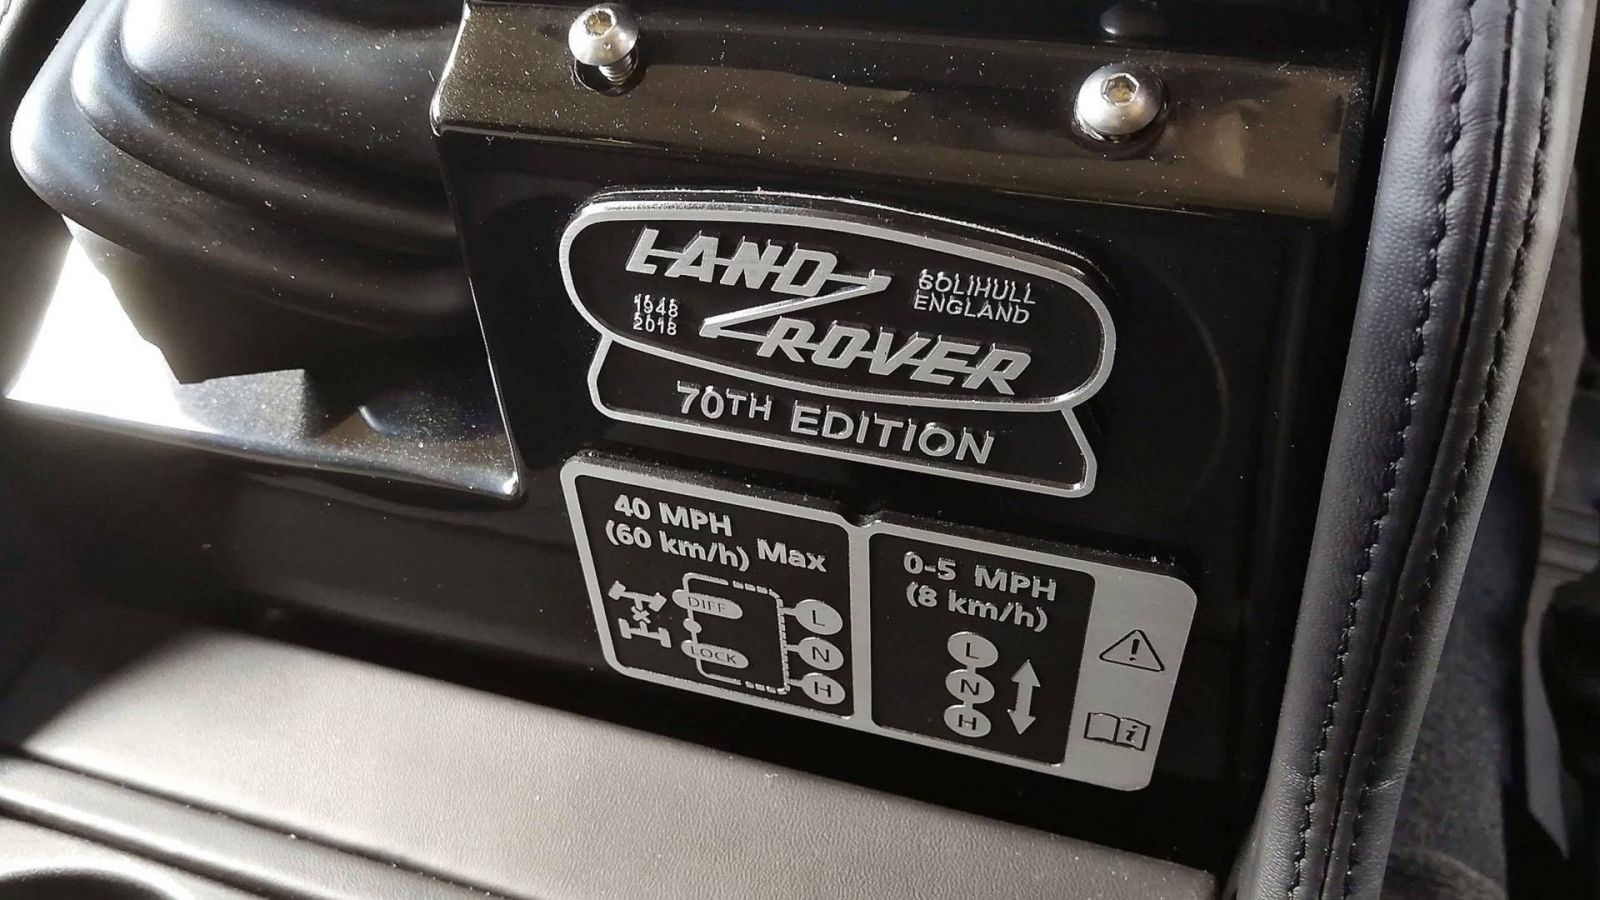 LAND
ROVER
SOLIHULL
ENGLAND
1948
2018
70TH EDITION
40 MPH
(60 km/h) Max
DIFF
LOCK
L
N
H
0-5 MPH
(8 km/h)
L
N
H
!
i